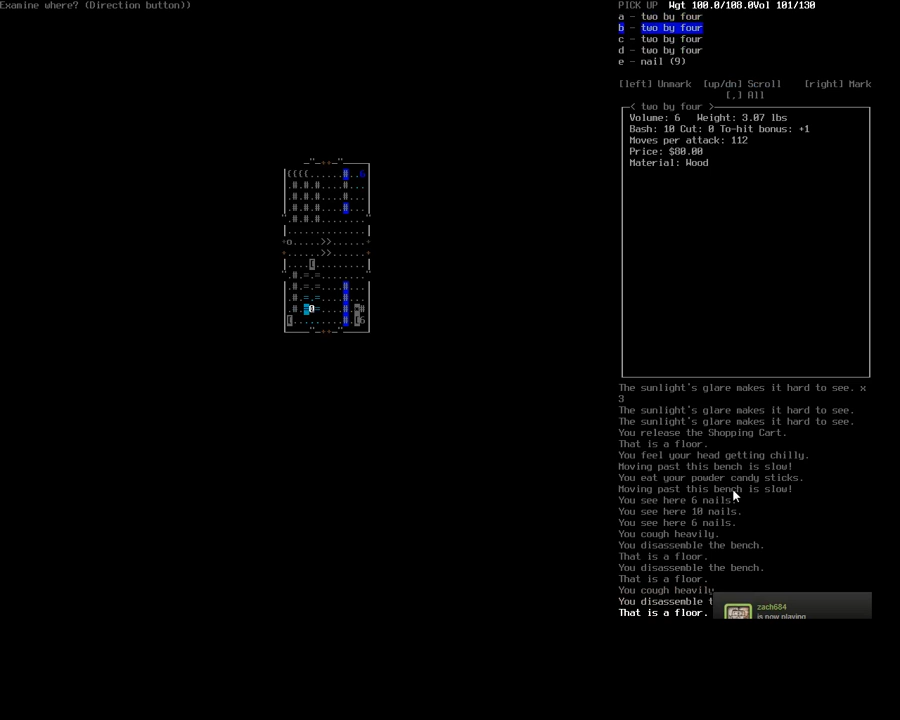 Examine where? (Direction button))
PICK UP  Wgt 100.0/108.0Vol 101/130
a - two by four
b - two by four
c - two by four
d - two by four
e - nail (9)
[left] Unmark  [up/dn] Scroll  [right] Mark
[,] All
< two by four >
Volume: 6  Weight: 3.07 lbs
Bash: 10 Cut: 0 To-hit bonus: +1
Moves per attack: 112
Price: $80.00
Material: Wood
The sunlight's glare makes it hard to see. x
3
The sunlight's glare makes it hard to see.
The sunlight's glare makes it hard to see.
You release the Shopping Cart.
That is a floor.
You feel your head getting chilly.
Moving past this bench is slow!
You eat your powder candy sticks.
Moving past this bench is slow!
You see here 6 nails.
You see here 10 nails.
You see here 6 nails.
You cough heavily.
You disassemble the bench.
That is a floor.
You disassemble the bench.
That is a floor.
You cough heavily
You disassemble t
That is a floor.
zach684
is now playing